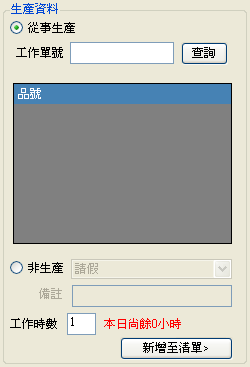 生產資料
從事生產
工作單號 查詢
品號
非生產 請假
備註
工作時數 1 本日尚餘0小時
新增至清單>